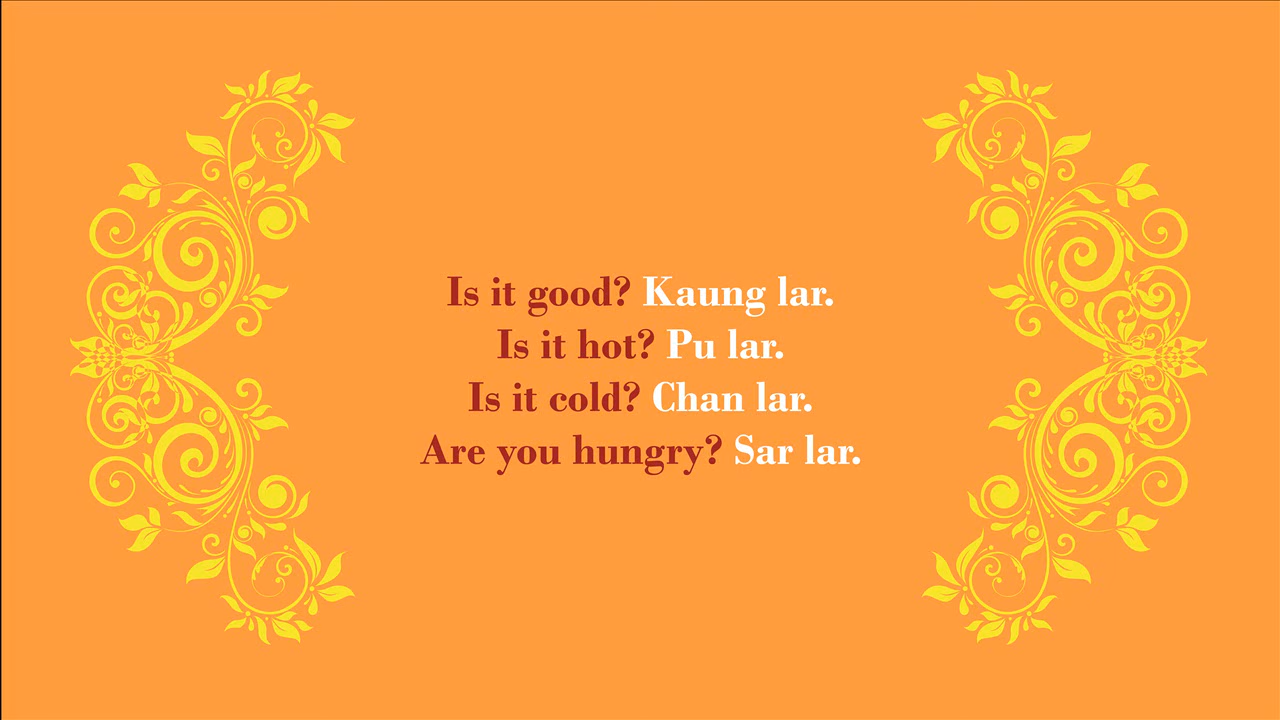 Is it good? Kaung lar.
Is it hot? Pu lar.
Is it cold? Chan lar.
Are you hungry? Sar lar.